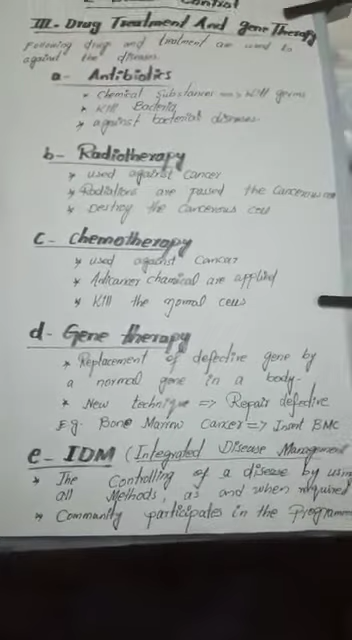 Control
III. Drug Treatment And gene Therapy
Following drugs and treatment are used to
against the disease.
a- Antibiotics
* chemical substances => kill germs
* Kill Bacteria
* against bacterial diseases.
b- Radiotherapy
* used against cancer
* Radiations are passed the Cancerous
* Destroy the cancerous cell
C. Chemotherapy
* used against cancer
* Anticancer chemical are applied
* Kill the normal cells
d- Gene therapy
* Replacement of defective gene by
a normal gene in a body.
* New technique => Repair defective
E.g. Bone Marrow Cancer =>
e- IDM (Integrated Disease Management
* The Controlling of a disease by using
all Methods, as and when required
* Community participates in the Programme